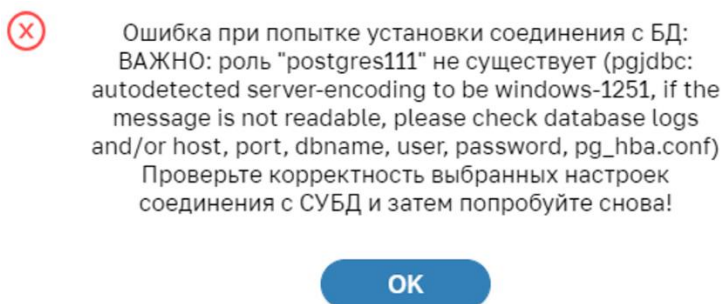 Ошибка при попытке установки соединения с БД:
ВАЖНО: роль "postgres111" не существует (pgjdbc:
autodetected server-encoding to be windows-1251, if the
message is not readable, please check database logs
and/or host, port, dbname, user, password, pg_hba.conf)
Проверьте корректность выбранных настроек
соединения с СУБД и затем попробуйте снова!
OK